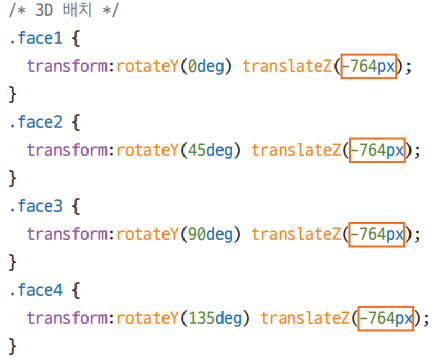 /* 3D 배치 */
.face1 {
  transform:rotateY(0deg) translateZ(-764px);
}
.face2 {
  transform:rotateY(45deg) translateZ(-764px);
}
.face3 {
  transform:rotateY(90deg) translateZ(-764px);
}
.face4 {
  transform:rotateY(135deg) translateZ(-764px);
}